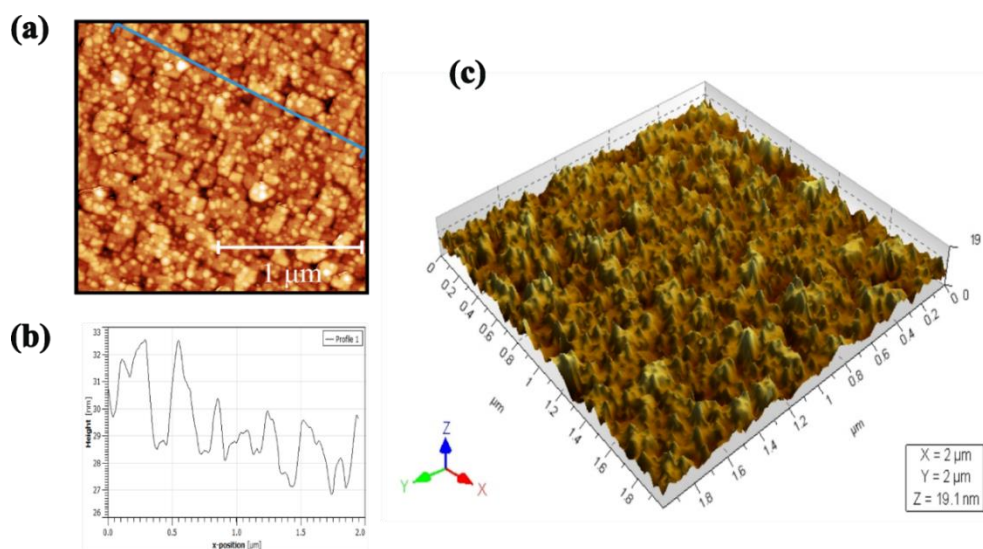 (a)
1 μm
(b)
33
32
31
30
29
28
27
26
Height [nm]
Profile 1
0.0 0.5 1.0 1.5 2.0
x-position [μm]
(c)
19
0
0 0.2 0.4 0.6 0.8 1 1.2 1.4 1.6 1.8
μm
0 0.2 0.4 0.6 0.8 1 1.2 1.4 1.6 1.8
μm
Z
Y
X
X = 2 μm
Y = 2 μm
Z = 19.1 nm